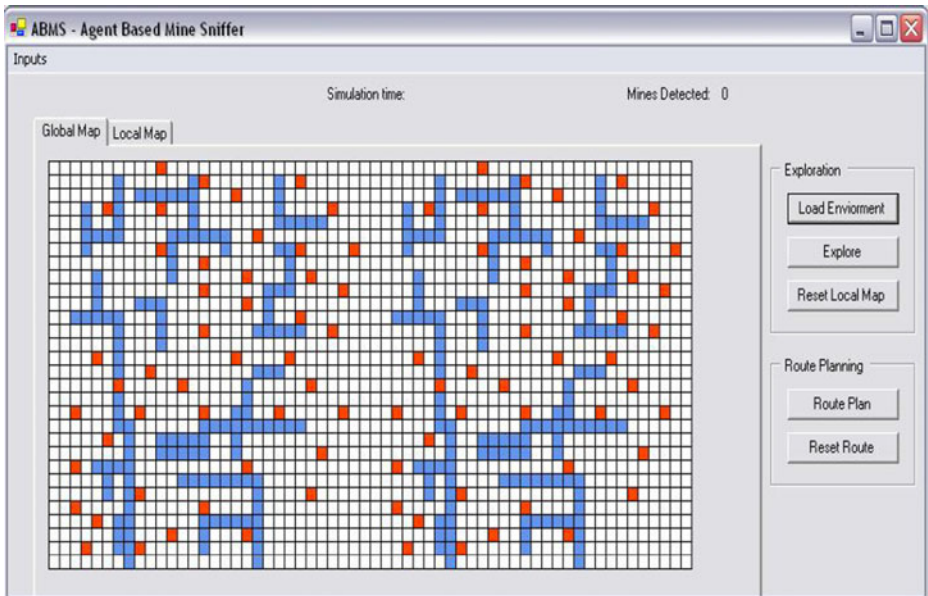 ABMS - Agent Based Mine Sniffer
Inputs
Simulation time: Mines Detected: 0
Global Map Local Map
Exploration
Load Enviorment
Explore
Reset Local Map
Route Planning
Route Plan
Reset Route